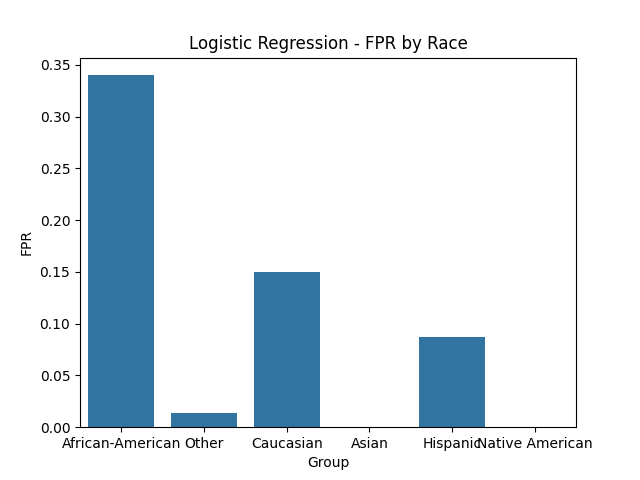 Logistic Regression - FPR by Race
0.35
0.30
0.25
0.20
0.15
0.10
0.05
0.00
FPR
African-American Other Caucasian Asian Hispanic Native American
Group